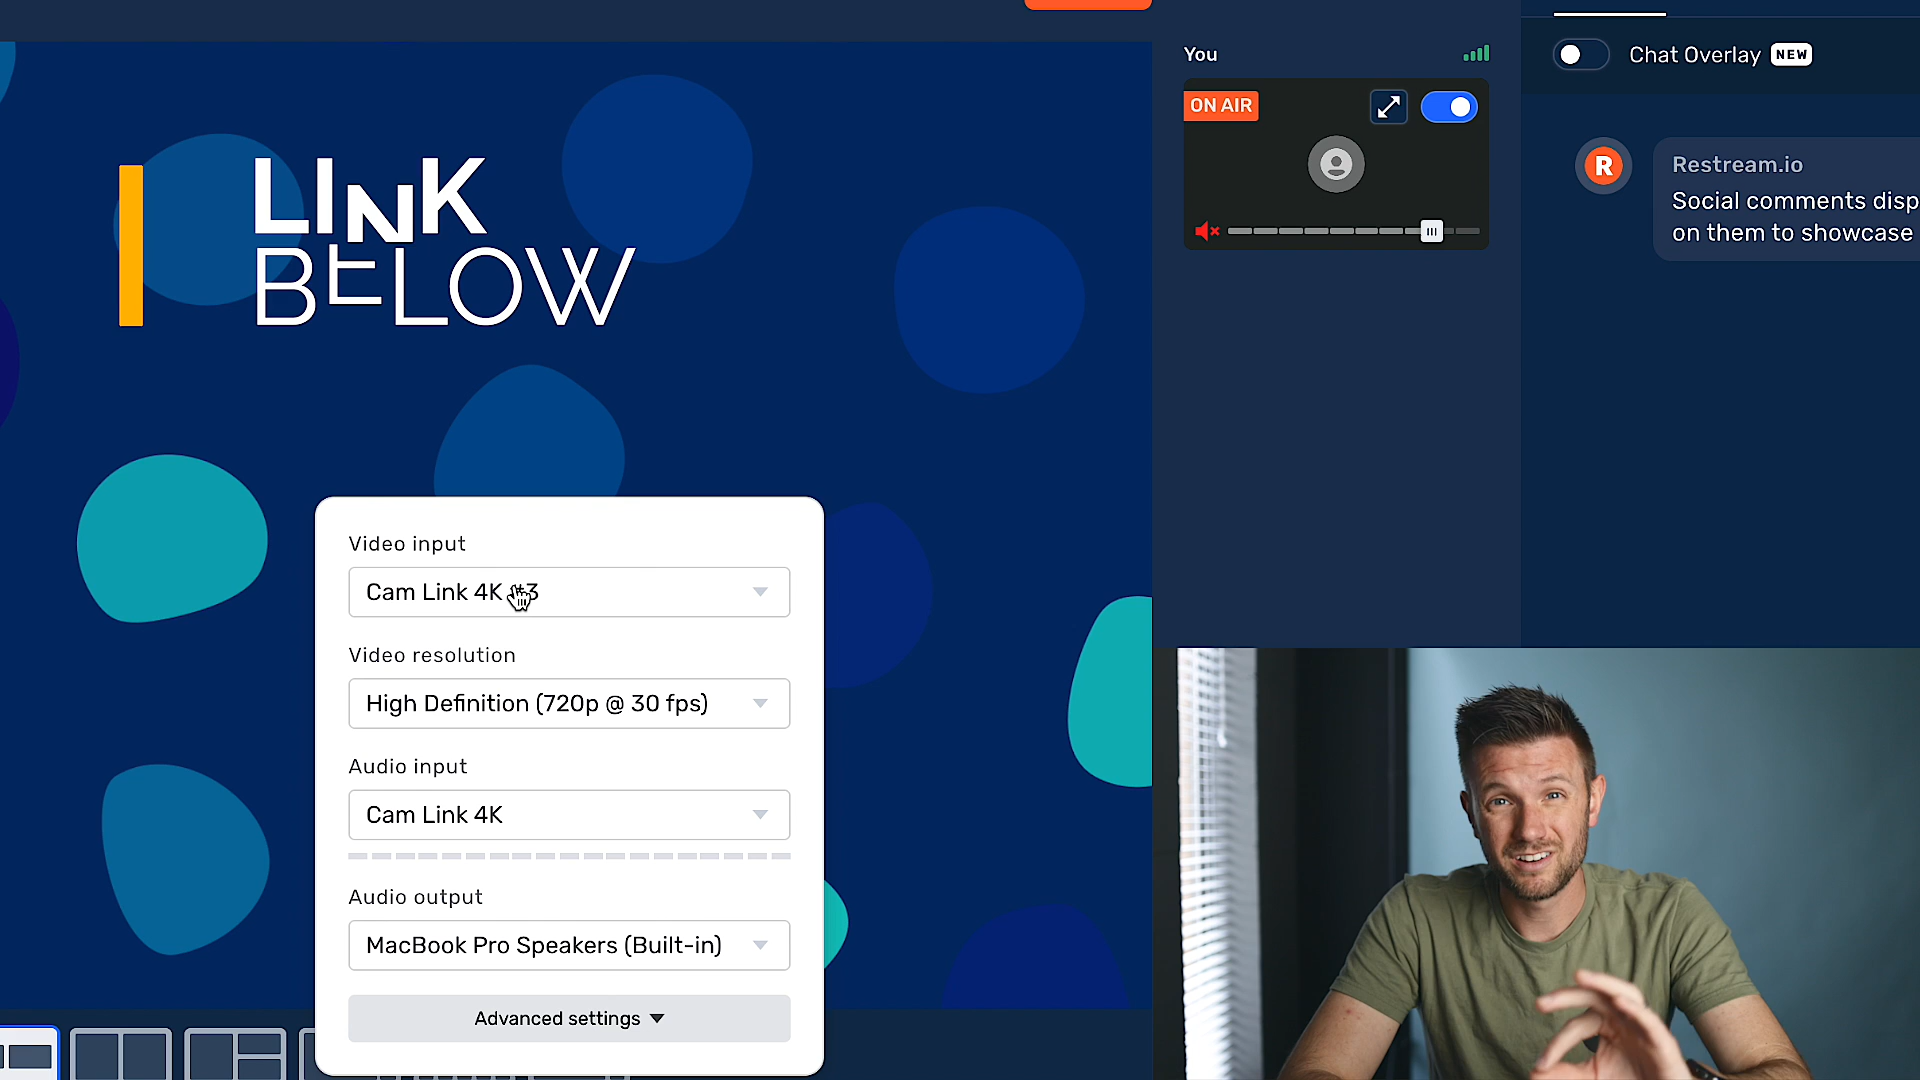 You
Chat Overlay NEW
ON AIR
R
Restream.io
Social comments disp
on them to showcase
LINK
BELOW
Video input
Cam Link 4K #3
Video resolution
High Definition (720p @ 30 fps)
Audio input
Cam Link 4K
Audio output
MacBook Pro Speakers (Built-in)
Advanced settings